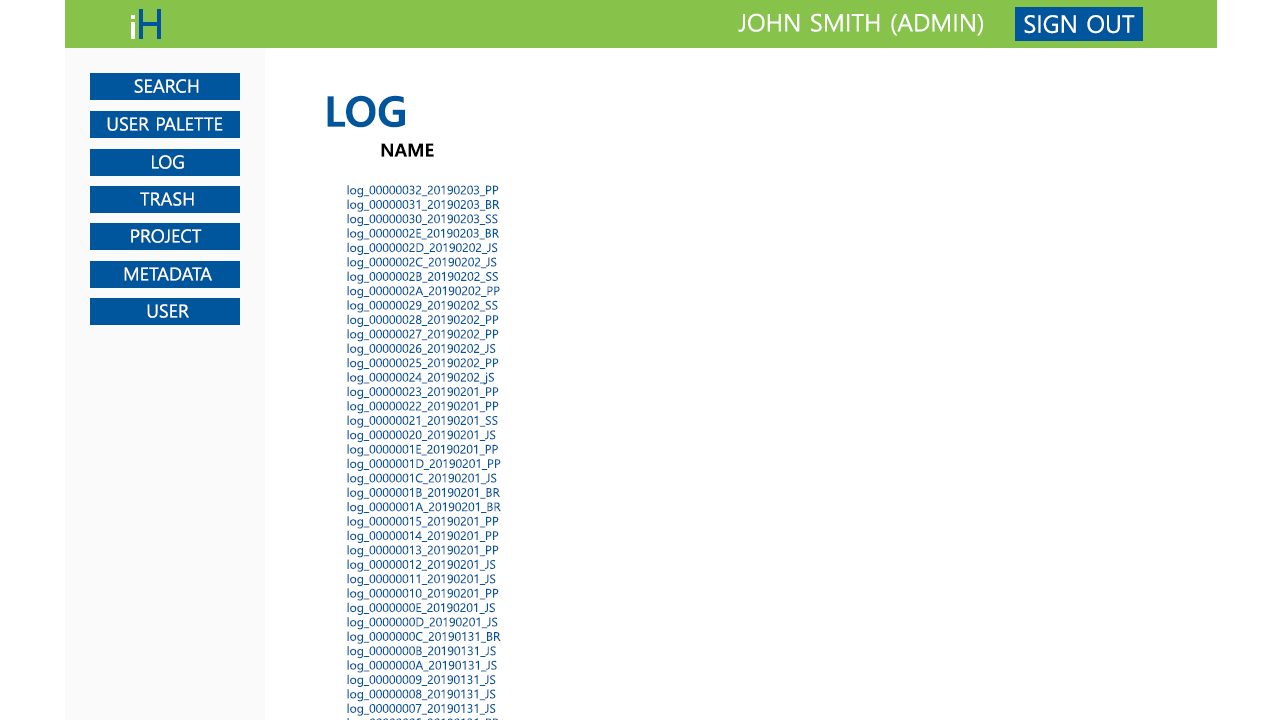 iH
JOHN SMITH (ADMIN)
SIGN OUT
SEARCH
USER PALETTE
LOG
TRASH
PROJECT
METADATA
USER
LOG
NAME
log_00000032_20190203_PP
log_00000031_20190203_BR
log_00000030_20190203_SS
log_0000002E_20190203_BR
log_0000002D_20190202_JS
log_0000002C_20190202_JS
log_0000002B_20190202_SS
log_0000002A_20190202_PP
log_00000029_20190202_SS
log_00000028_20190202_PP
log_00000027_20190202_PP
log_00000026_20190202_JS
log_00000025_20190202_PP
log_00000024_20190202_jS
log_00000023_20190201_PP
log_00000022_20190201_PP
log_00000021_20190201_SS
log_00000020_20190201_JS
log_0000001E_20190201_PP
log_0000001D_20190201_PP
log_0000001C_20190201_JS
log_0000001B_20190201_BR
log_0000001A_20190201_BR
log_00000015_20190201_PP
log_00000014_20190201_PP
log_00000013_20190201_PP
log_00000012_20190201_JS
log_00000011_20190201_JS
log_00000010_20190201_PP
log_0000000E_20190201_JS
log_0000000D_20190201_JS
log_0000000C_20190131_BR
log_0000000B_20190131_JS
log_0000000A_20190131_JS
log_00000009_20190131_JS
log_00000008_20190131_JS
log_00000007_20190131_JS